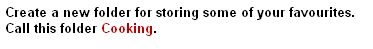 Create a new folder for storing some of your favourites.
Call this folder Cooking.